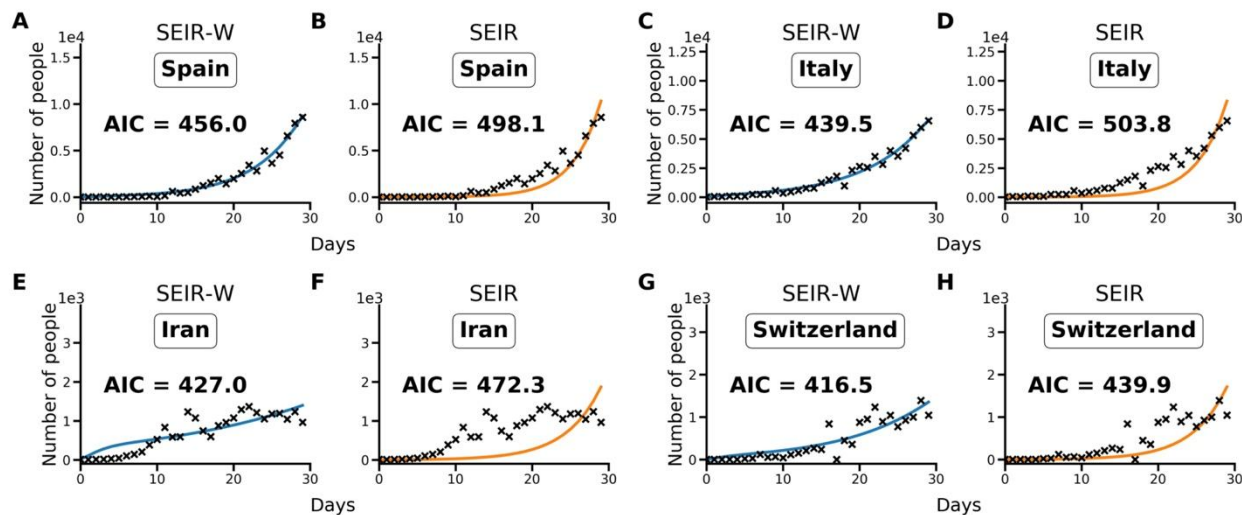 A
SEIR-W
1e4
Spain
AIC = 456.0
Number of people
1.5
1.0
0.5
0.0
0 10 20 30
B
SEIR
1e4
Spain
AIC = 498.1
1.5
1.0
0.5
0.0
0 10 20 30
Days
C
SEIR-W
1e4
Italy
AIC = 439.5
Number of people
12.5
10.0
0.75
0.50
0.25
0.00
0 10 20 30
D
SEIR
1e4
Italy
AIC = 503.8
1.25
1.00
0.75
0.50
0.25
0.00
0 10 20 30
Days
E
SEIR-W
1e3
Iran
AIC = 427.0
Number of people
3
2
1
0
0 10 20 30
F
SEIR
1e3
Iran
AIC = 472.3
3
2
1
0
0 10 20 30
Days
G
SEIR-W
1e3
Switzerland
AIC = 416.5
Number of people
3
2
1
0
0 10 20 30
H
SEIR
1e3
Switzerland
AIC = 439.9
3
2
1
0
0 10 20 30
Days